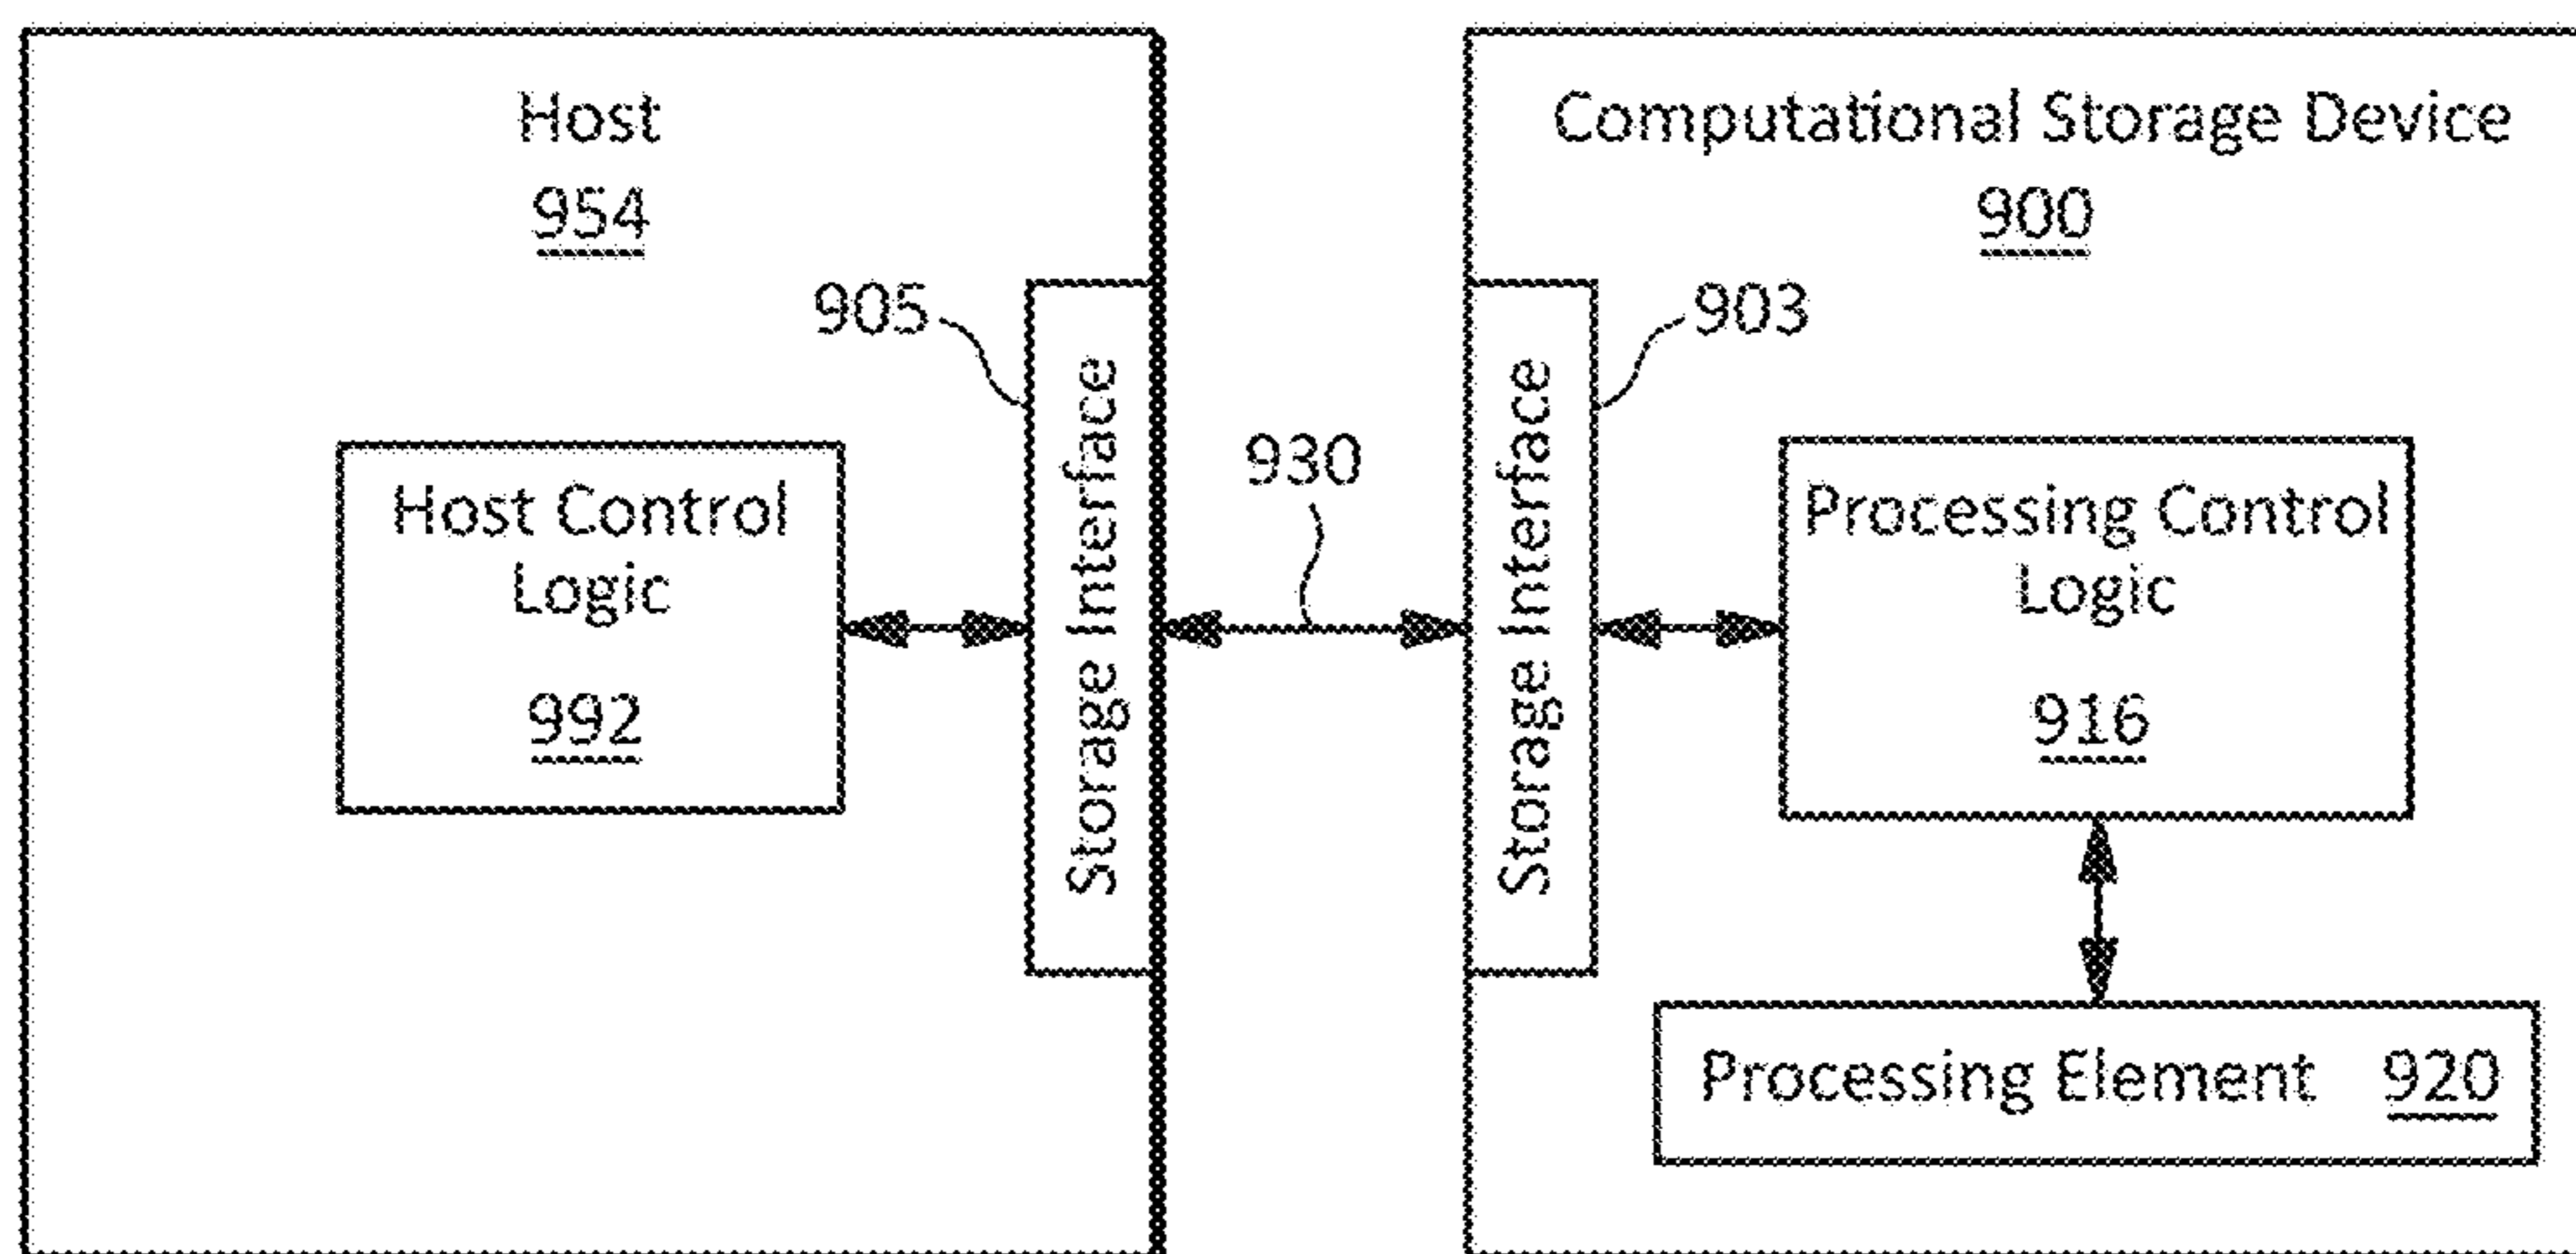 Host
954
905
Storage Interface
Host Control
Logic
992
930
Computational Storage Device
900
903
Storage Interface
Processing Control
Logic
916
Processing Element 920